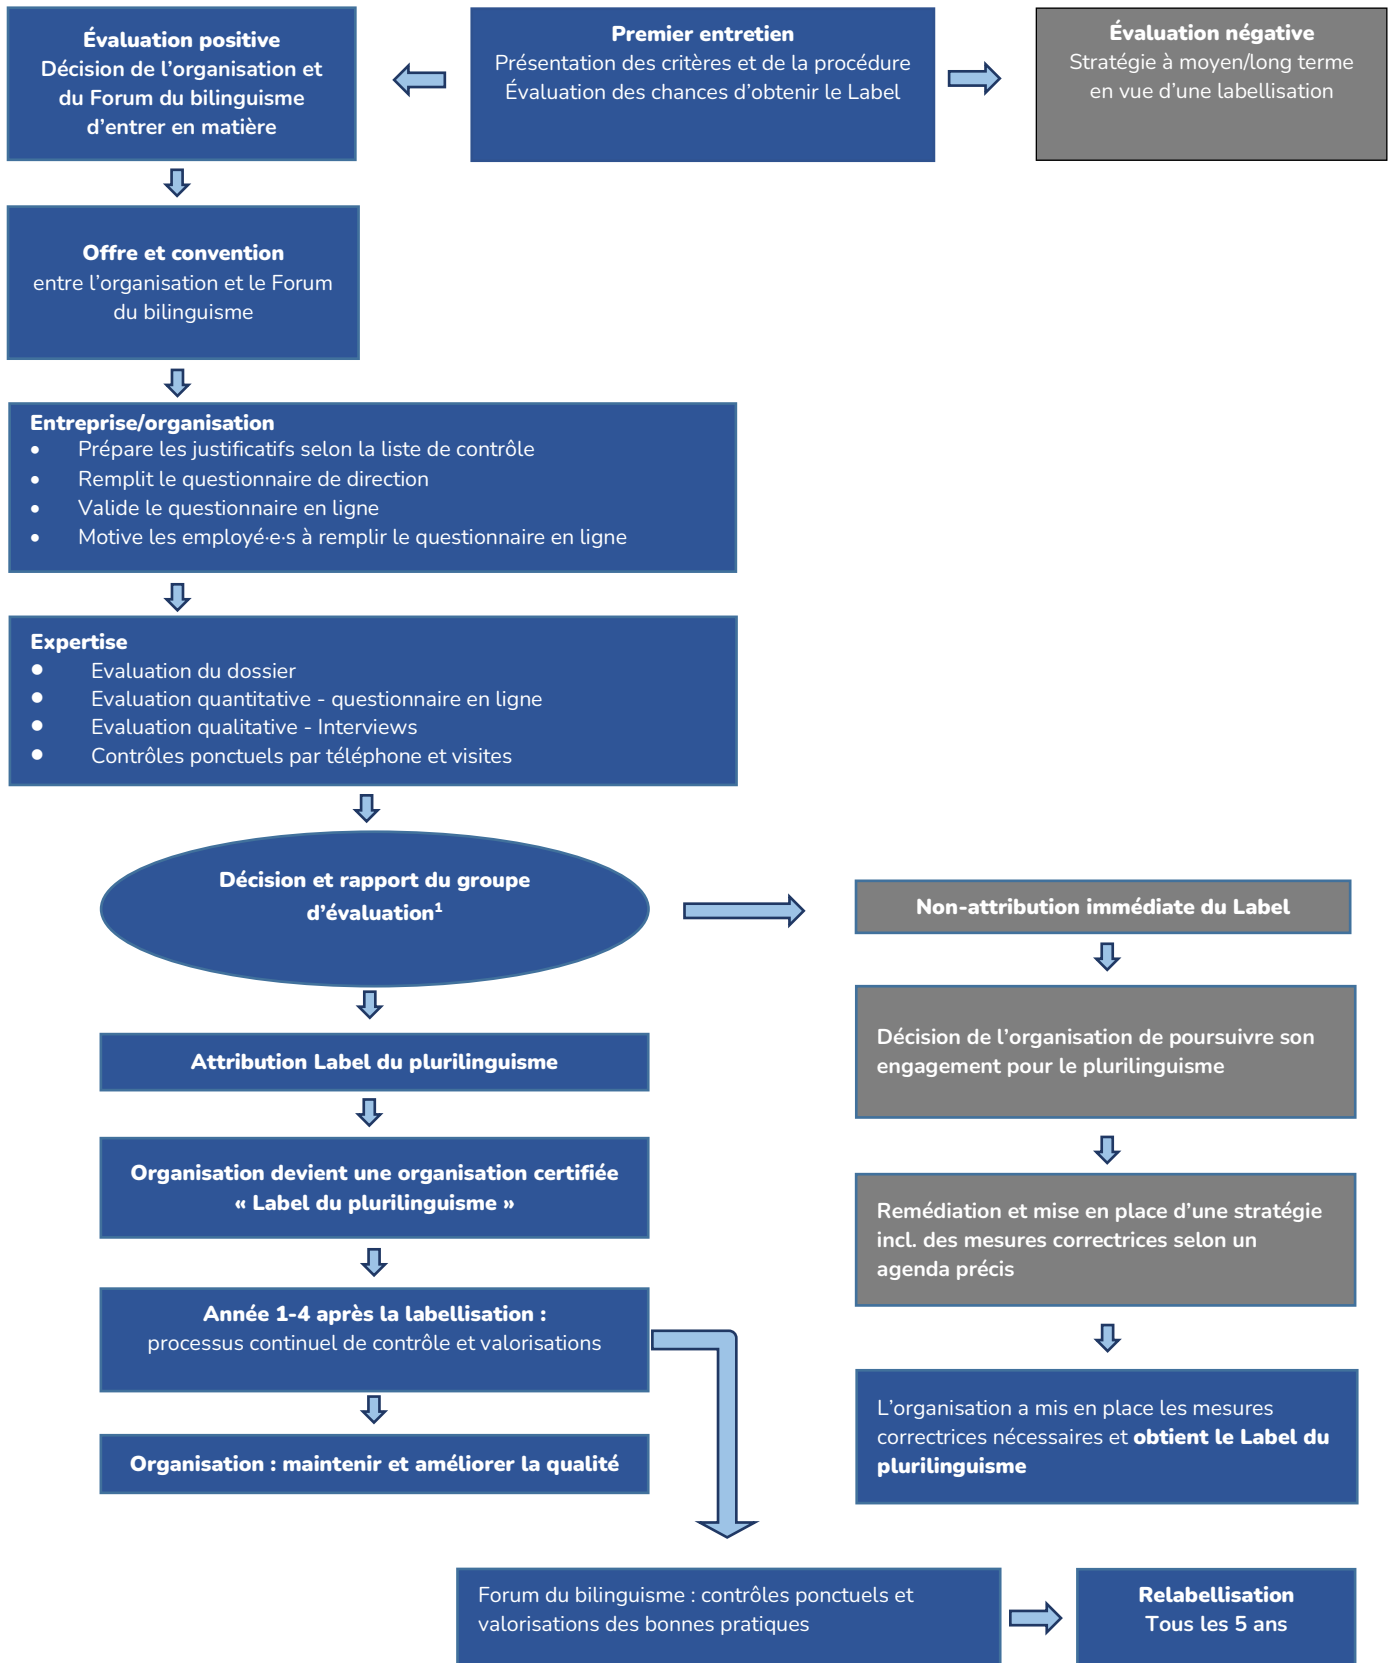 Évaluation positive
Décision de l’organisation et
du Forum du bilinguisme
d’entrer en matière
Premier entretien
Présentation des critères et de la procédure
Évaluation des chances d’obtenir le Label
Évaluation négative
Stratégie à moyen/long terme
en vue d’une labellisation
Offre et convention
entre l’organisation et le Forum
du bilinguisme
Entreprise/organisation
• Prépare les justificatifs selon la liste de contrôle
• Remplit le questionnaire de direction
• Valide le questionnaire en ligne
• Motive les employé·e·s à remplir le questionnaire en ligne
Expertise
• Evaluation du dossier
• Evaluation quantitative - questionnaire en ligne
• Evaluation qualitative - Interviews
• Contrôles ponctuels par téléphone et visites
Décision et rapport du groupe
d’évaluation¹
Non-attribution immédiate du Label
Décision de l’organisation de poursuivre son
engagement pour le plurilinguisme
Attribution Label du plurilinguisme
Organisation devient une organisation certifiée
« Label du plurilinguisme »
Remédiation et mise en place d’une stratégie
incl. des mesures correctrices selon un
agenda précis
Année 1-4 après la labellisation :
processus continuel de contrôle et valorisations
L’organisation a mis en place les mesures
correctrices nécessaires et obtient le Label du
plurilinguisme
Organisation : maintenir et améliorer la qualité
Forum du bilinguisme : contrôles ponctuels et
valorisations des bonnes pratiques
Relabellisation
Tous les 5 ans